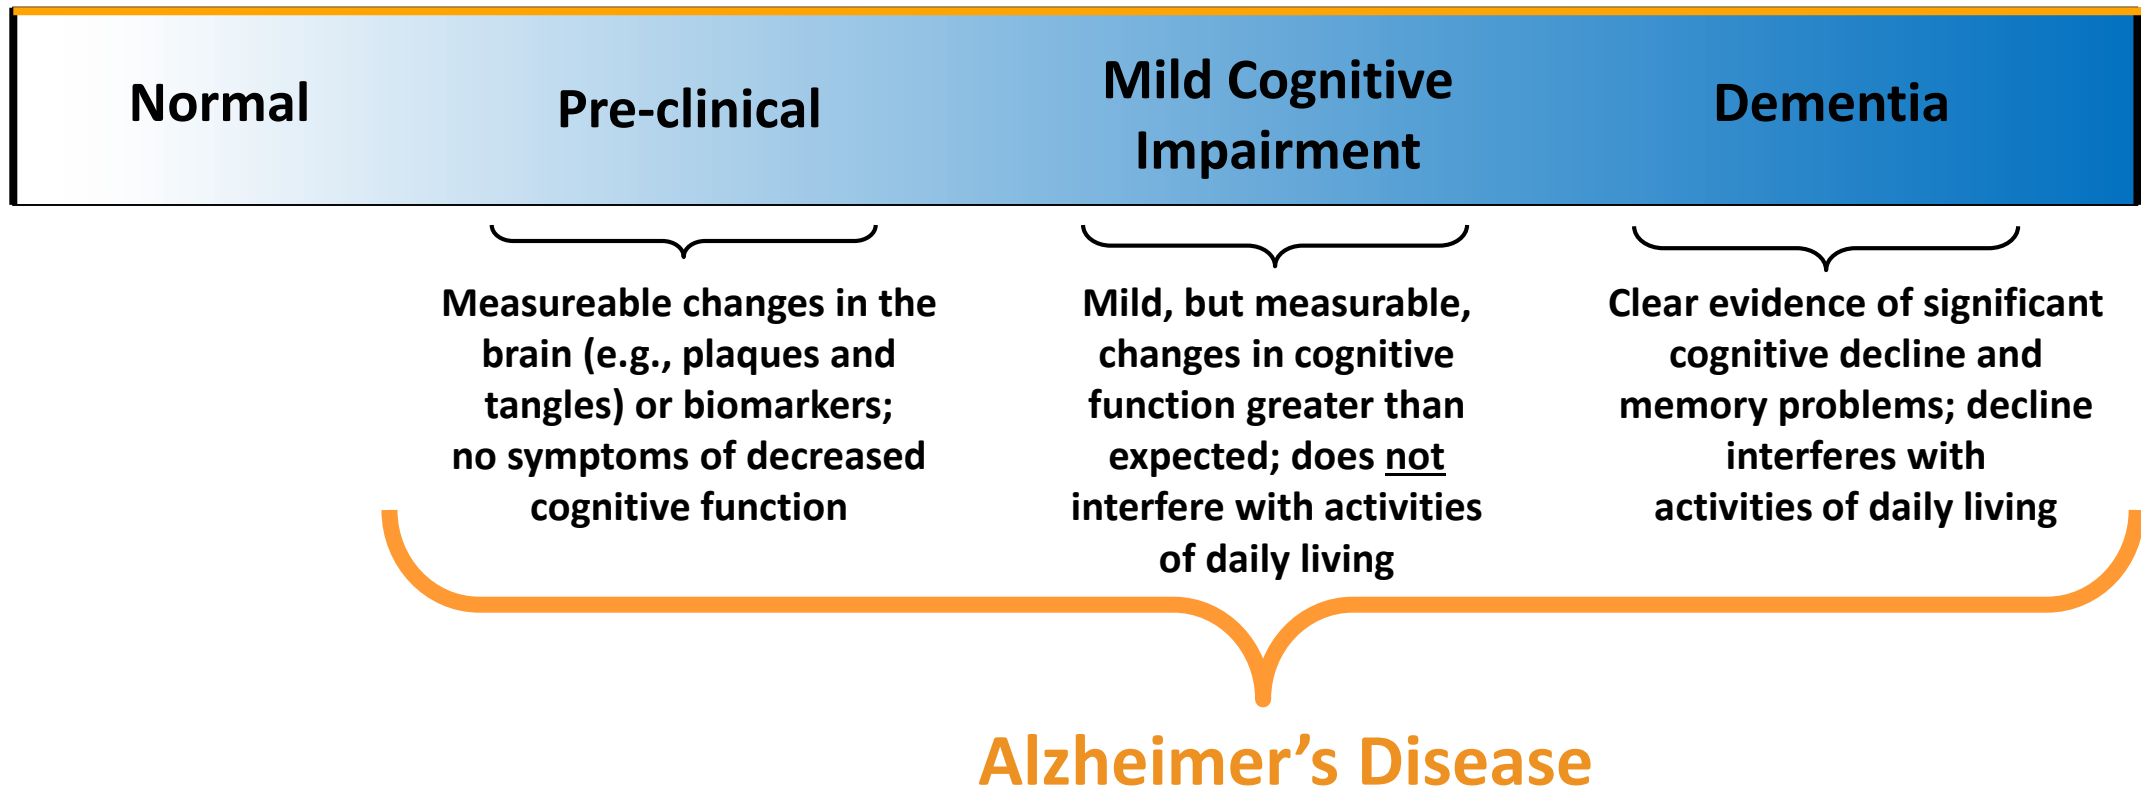 Normal
Pre-clinical
Mild Cognitive
Impairment
Dementia
Measureable changes in the
brain (e.g., plaques and
tangles) or biomarkers;
no symptoms of decreased
cognitive function
Mild, but measurable,
changes in cognitive
function greater than
expected; does not
interfere with activities
of daily living
Clear evidence of significant
cognitive decline and
memory problems; decline
interferes with
activities of daily living
Alzheimer’s Disease